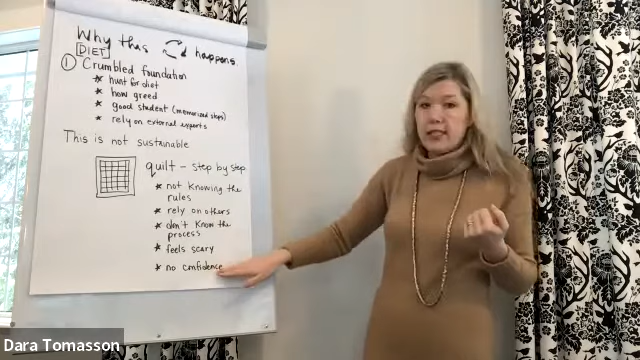 Why this happens
DIET
1 Crumbled foundation
* hunt for diet
* how greed
* good student (memorized steps)
* rely on external experts
This is not sustainable
quilt – step by step
* not knowing the
rules
* rely on others
* don't know the
process
* feels scary
* no confidence
Dara Tomasson